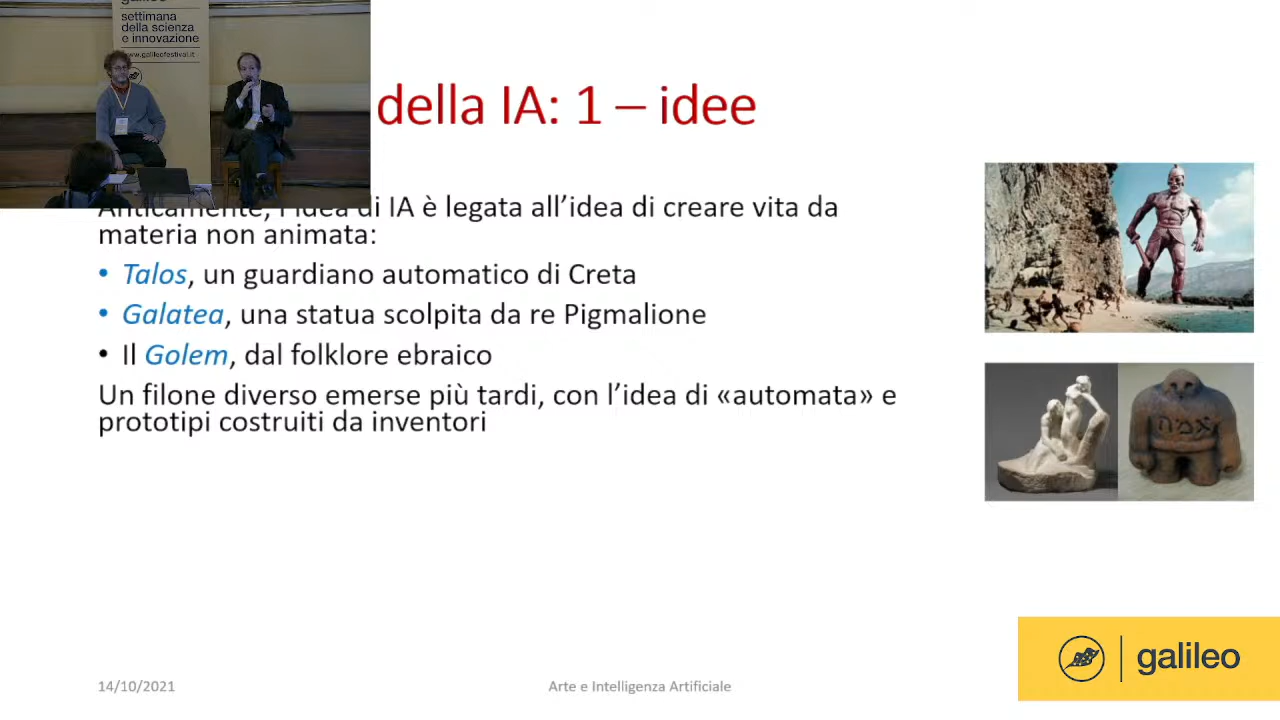 galileo
settimana
della scienza
e innovazione
www.galileofestival.it
della IA: 1 – idee
Anticamente, l’idea di IA è legata all’idea di creare vita da
materia non animata:
• Talos, un guardiano automatico di Creta
• Galatea, una statua scolpita da re Pigmalione
• Il Golem, dal folklore ebraico
Un filone diverso emerse più tardi, con l’idea di «automata» e
prototipi costruiti da inventori
אמת
14/10/2021
Arte e Intelligenza Artificiale
galileo